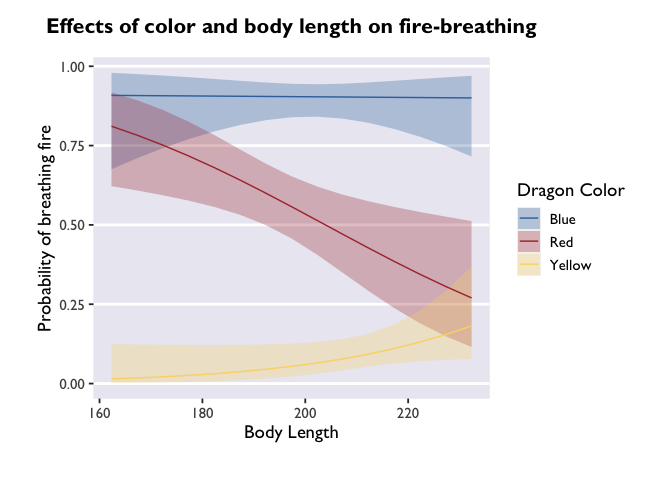 Effects of color and body length on fire-breathing
1.00
0.75
0.50
0.25
0.00
Probability of breathing fire
160 180 200 220
Body Length
Dragon Color
Blue
Red
Yellow